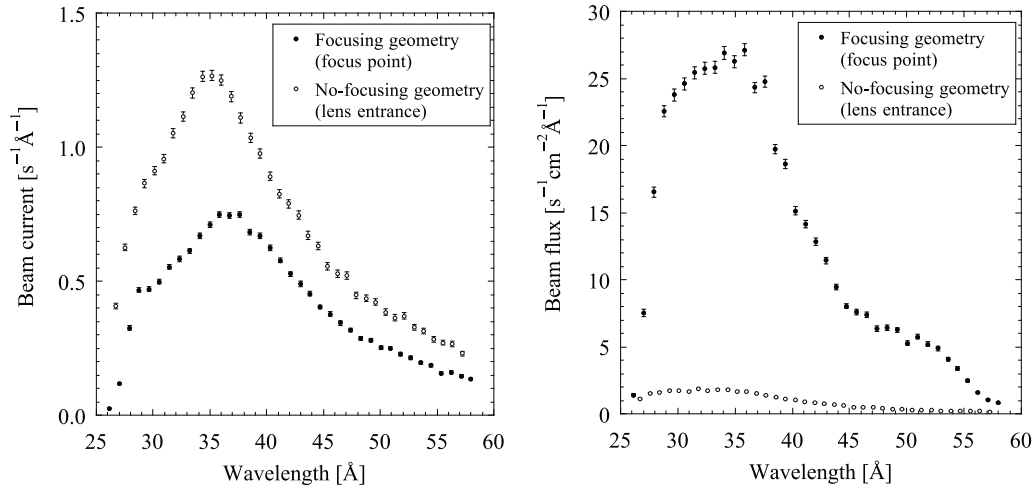 1.5
1.0
0.5
0.0
25 30 35 40 45 50 55 60
Beam current [s⁻¹Å⁻¹]
Wavelength [Å]
Focusing geometry
(focus point)
No-focusing geometry
(lens entrance)
30
25
20
15
10
5
0
25 30 35 40 45 50 55 60
Beam flux [s⁻¹cm⁻²Å⁻¹]
Wavelength [Å]
Focusing geometry
(focus point)
No-focusing geometry
(lens entrance)